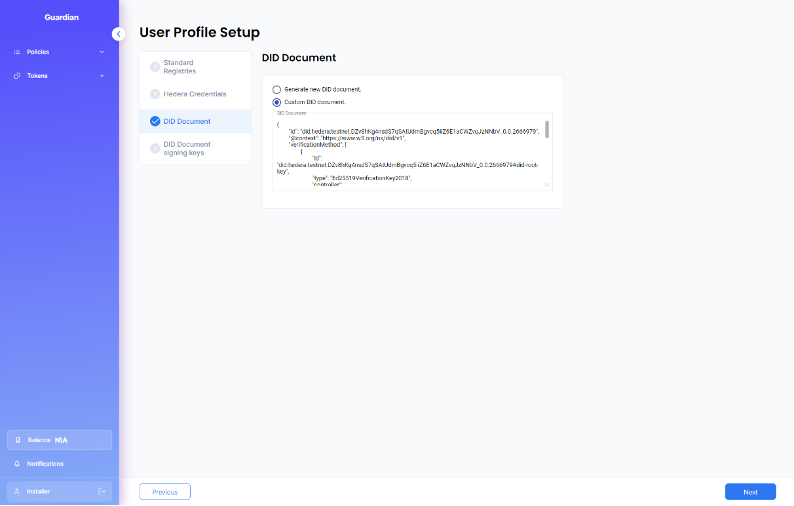 Guardian
Policies
Tokens
Balance N\A
Notifications
Installer
User Profile Setup
Standard
Registries
Hedera Credentials
DID Document
DID Document
signing keys
DID Document
Generate new DID document.
Custom DID document.
DID Document
{
"id": "did:hedera:testnet:DZv8hKg4nsdS7qSAtUdmBgvcq5iiZ6E1aCWZvqJzNNbV_0.0.2666979",
"@context": "https://www.w3.org/ns/did/v1",
"verificationMethod": [
{
"id":
"did:hedera:testnet:DZv8hKg4nsdS7qSAtUdmBgvcq5iiZ6E1aCWZvqJzNNbV_0.0.2666979#did-root-
key",
"type": "Ed25519VerificationKey2018",
"controller":
Previous
Next